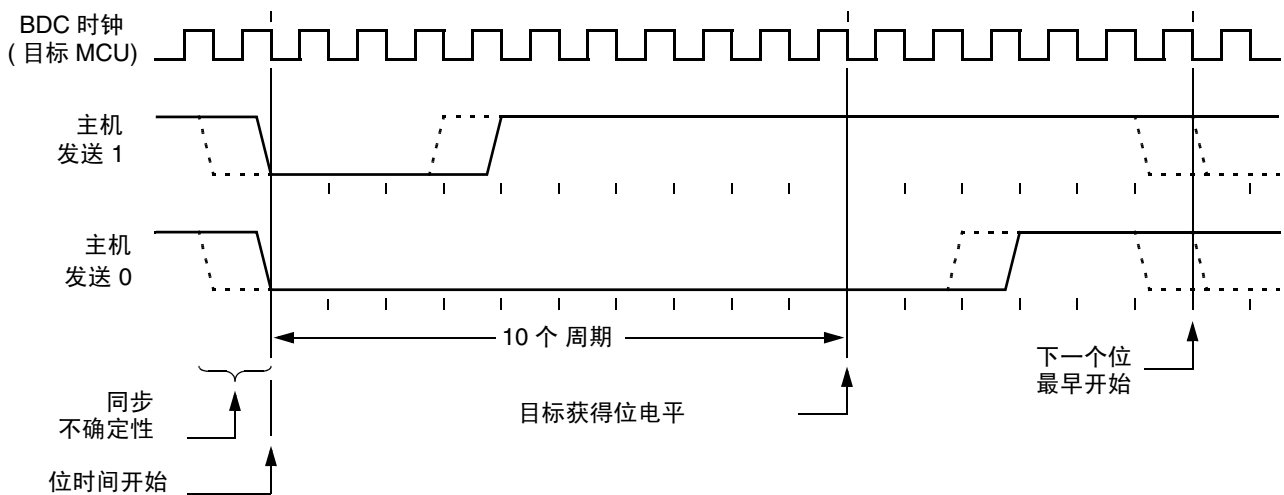 BDC 时钟
( 目标 MCU)
主机
发送 1
主机
发送 0
10 个 周期
同步
不确定性
目标获得位电平
下一个位
最早开始
位时间开始